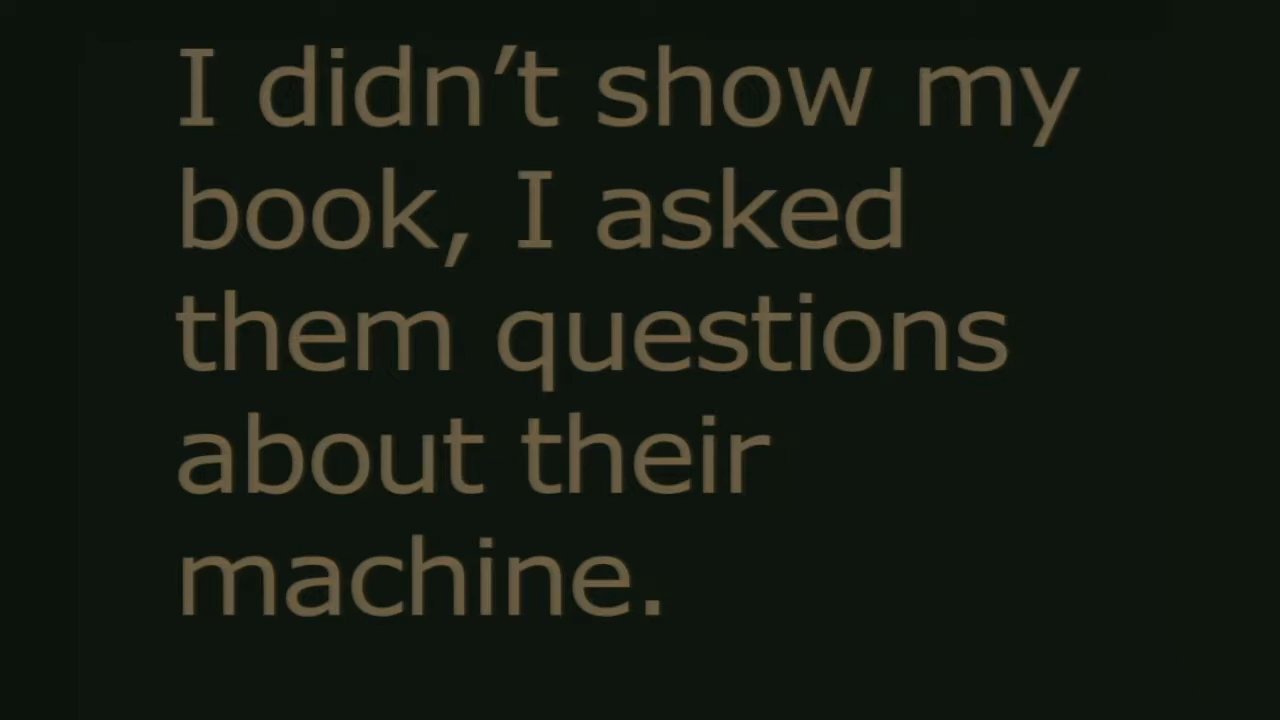 I didn’t show my
book, I asked
them questions
about their
machine.